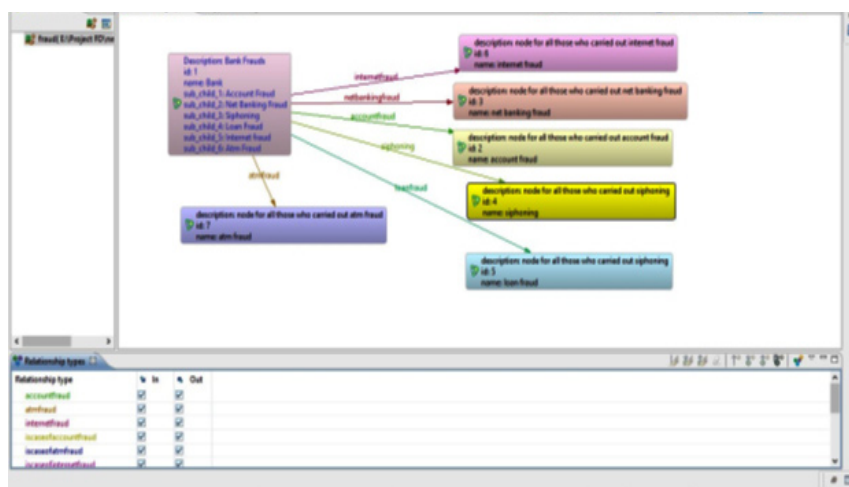 fraud( X:\Project FD\ne
Description: Bank Frauds
id: 1
name: Bank
sub_child_1: Account Fraud
sub_child_2: Net Banking Fraud
sub_child_3: Siphoning
sub_child_4: Loan Fraud
sub_child_5: Internet fraud
sub_child_6: Atm Fraud
internetfraud
netbankingfraud
accountfraud
siphoning
loanfraud
atmfraud
description: node for all those who carried out internet fraud
id: 6
name: internet fraud
description: node for all those who carried out net banking fraud
id: 3
name: net banking fraud
description: node for all those who carried out account fraud
id: 2
name: account fraud
description: node for all those who carried out siphoning
id: 4
name: siphoning
description: node for all those who carried out atm fraud
id: 7
name: atm fraud
description: node for all those who carried out siphoning
id: 5
name: loan fraud
Relationship types
Relationship type In Out
accountfraud
atmfraud
internetfraud
iscaseofaccountfraud
iscaseofatmfraud
iscaseofinternetfraud